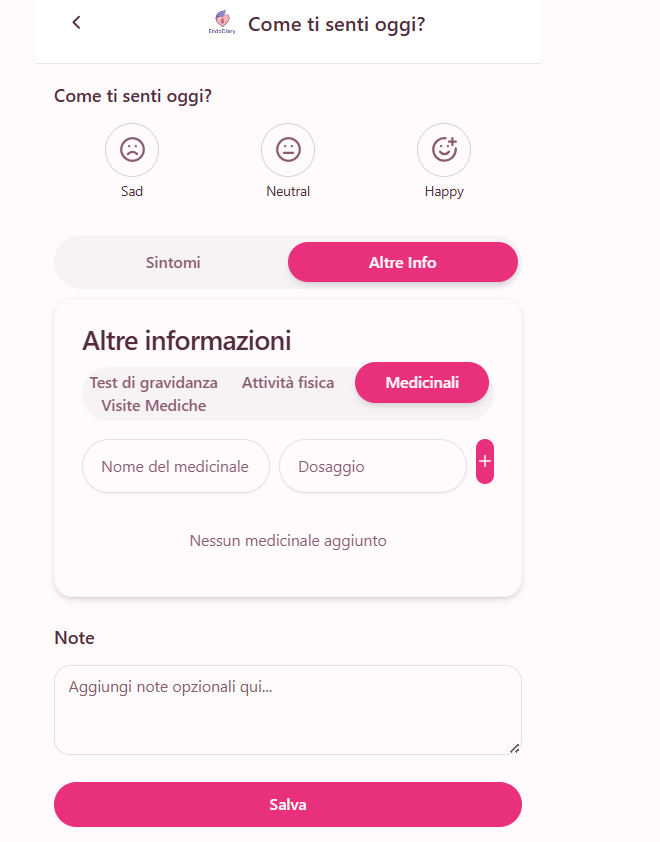 EndoDiary
Come ti senti oggi?
Come ti senti oggi?
Sad
Neutral
Happy
Sintomi
Altre Info
Altre informazioni
Test di gravidanza
Attività fisica
Medicinali
Visite Mediche
Nome del medicinale
Dosaggio
+
Nessun medicinale aggiunto
Note
Aggiungi note opzionali qui...
Salva